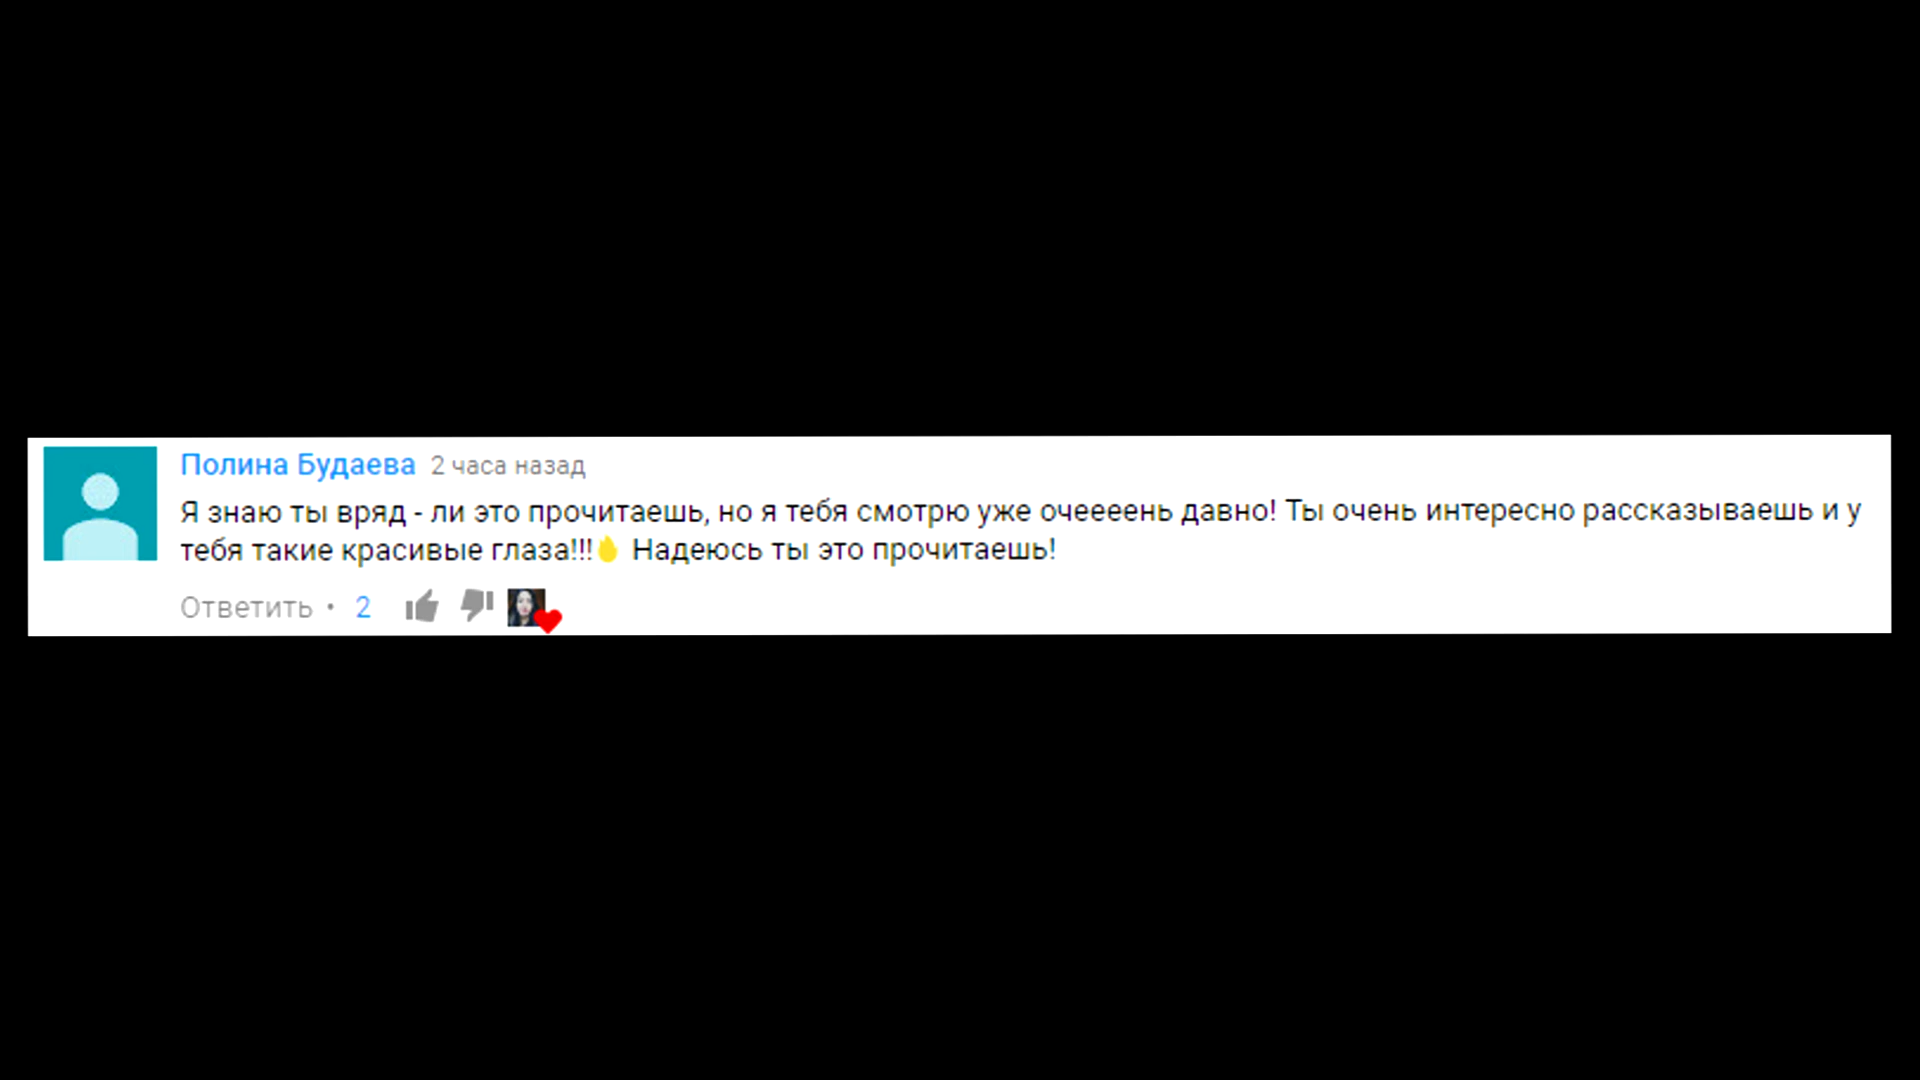 Полина Будаева 2 часа назад
Я знаю ты вряд - ли это прочитаешь, но я тебя смотрю уже очеееень давно! Ты очень интересно рассказываешь и у
тебя такие красивые глаза!!! Надеюсь ты это прочитаешь!
Ответить • 2